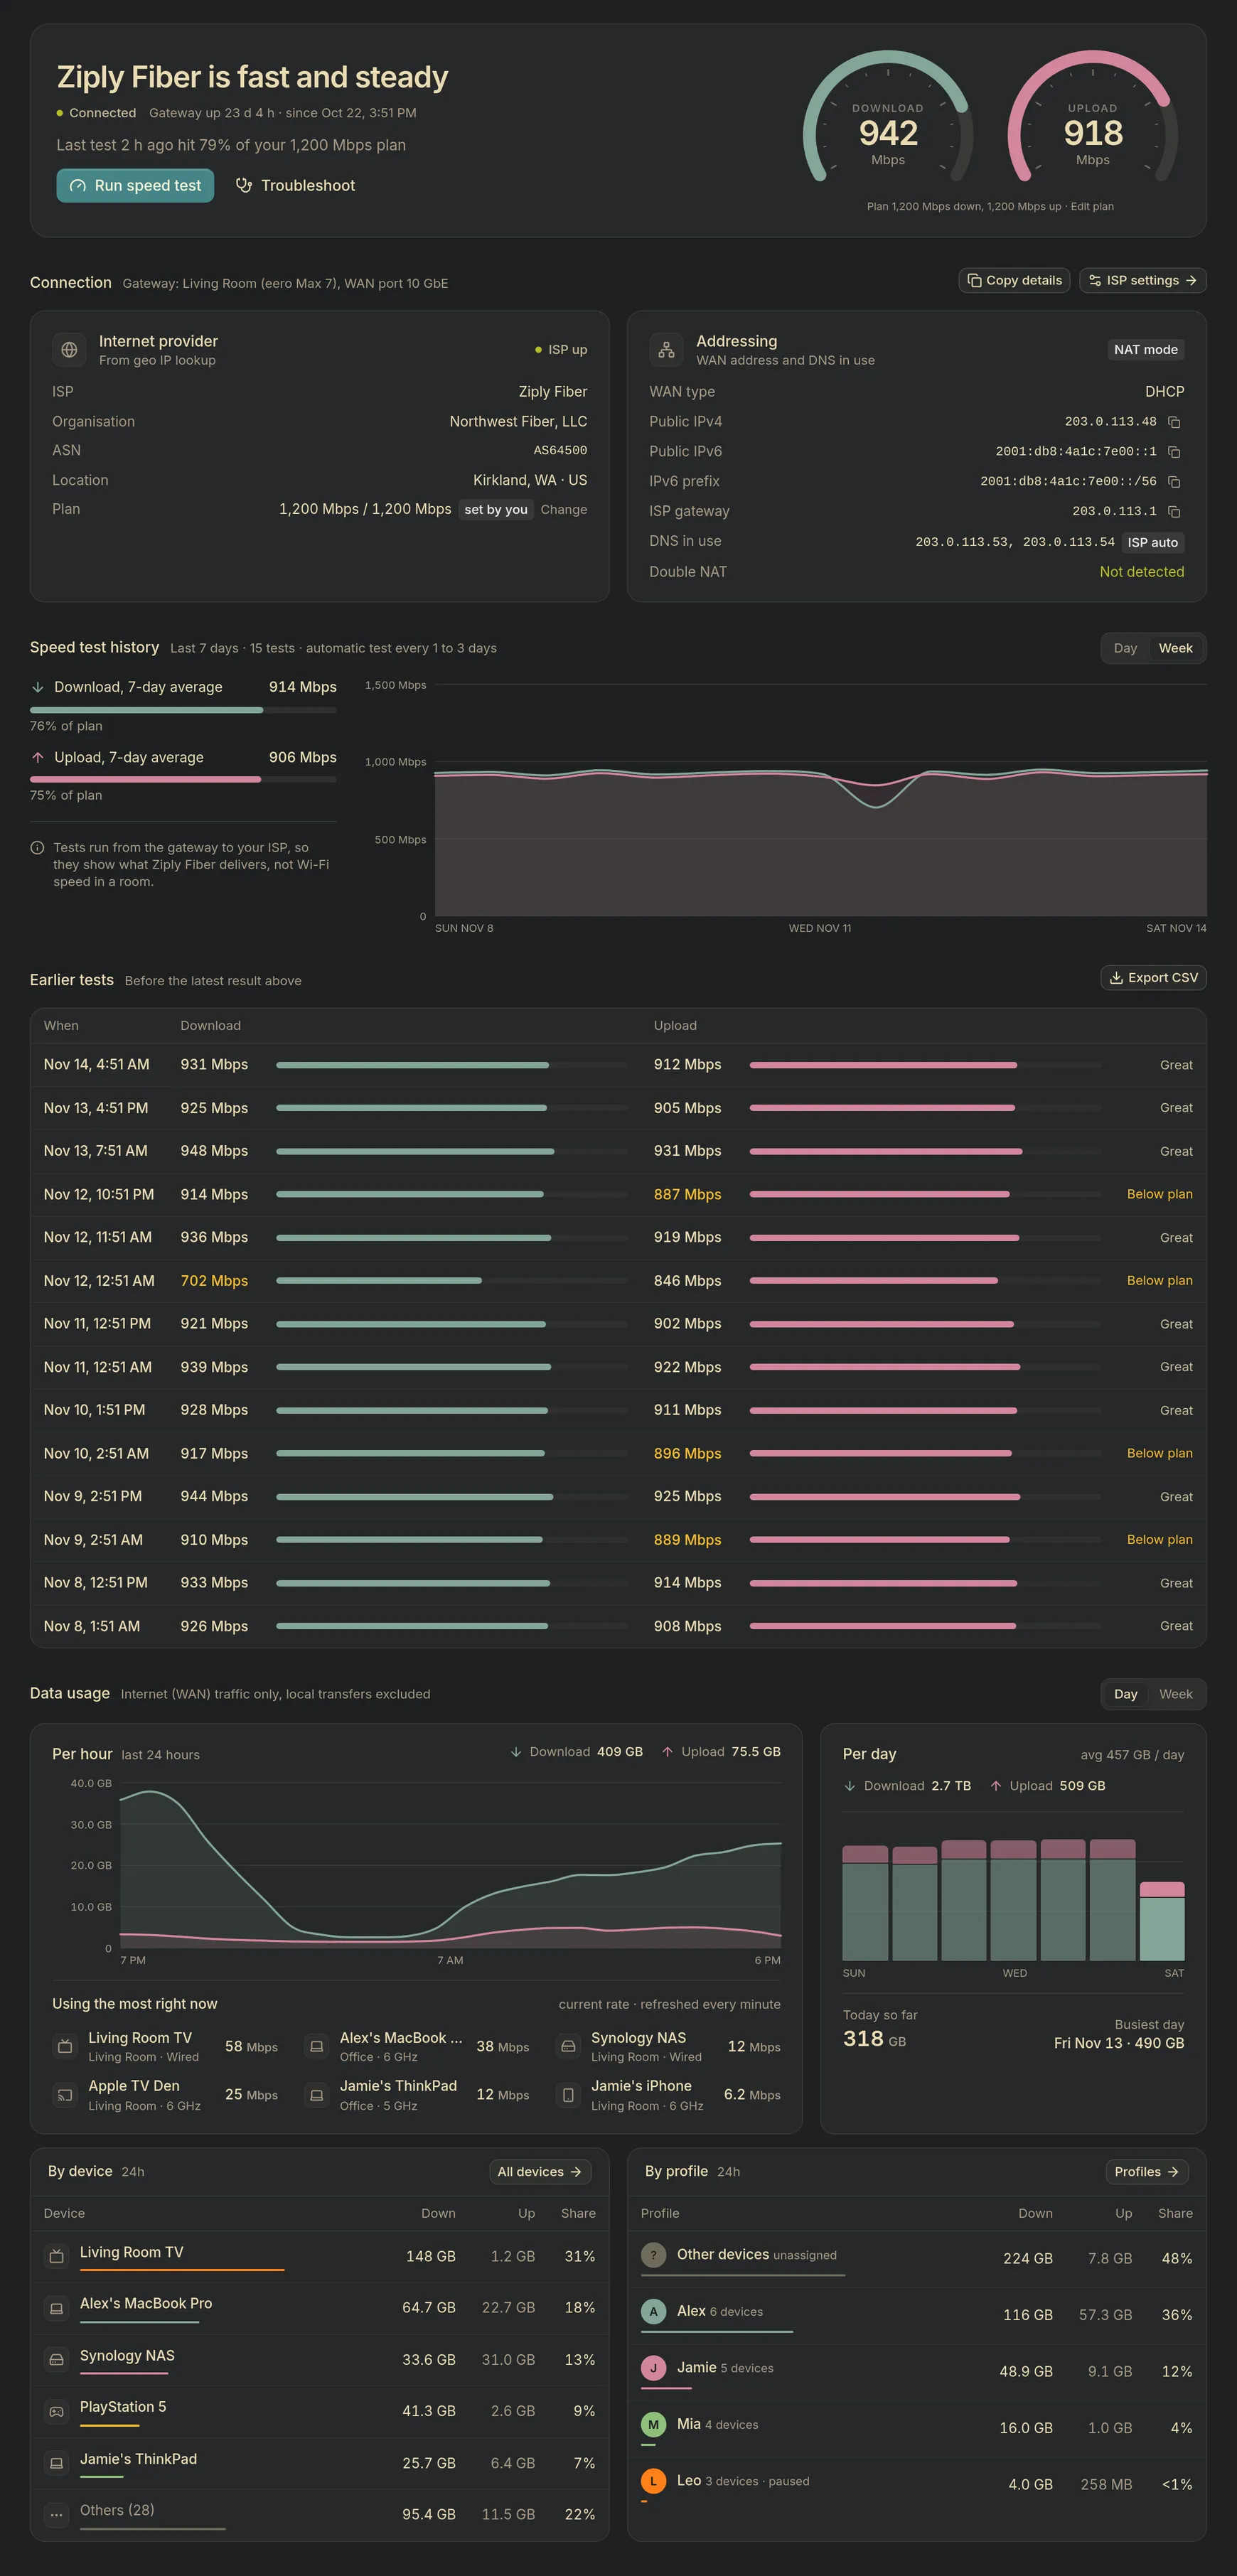 Ziply Fiber is fast and steady
Connected Gateway up 23 d 4 h · since Oct 22, 3:51 PM
Last test 2 h ago hit 79% of your 1,200 Mbps plan
Run speed test
Troubleshoot
DOWNLOAD
942
Mbps
UPLOAD
918
Mbps
Plan 1,200 Mbps down, 1,200 Mbps up · Edit plan
Connection Gateway: Living Room (eero Max 7), WAN port 10 GbE
Copy details
ISP settings
Internet provider
From geo IP lookup
ISP up
ISP Ziply Fiber
Organisation Northwest Fiber, LLC
ASN AS64500
Location Kirkland, WA · US
Plan 1,200 Mbps / 1,200 Mbps set by you Change
Addressing
WAN address and DNS in use
NAT mode
WAN type DHCP
Public IPv4 203.0.113.48
Public IPv6 2001:db8:4a1c:7e00::1
IPv6 prefix 2001:db8:4a1c:7e00::/56
ISP gateway 203.0.113.1
DNS in use 203.0.113.53, 203.0.113.54 ISP auto
Double NAT Not detected
Speed test history Last 7 days · 15 tests · automatic test every 1 to 3 days
Day Week
Download, 7-day average 914 Mbps
76% of plan
Upload, 7-day average 906 Mbps
75% of plan
Tests run from the gateway to your ISP, so
they show what Ziply Fiber delivers, not Wi-Fi
speed in a room.
1,500 Mbps
1,000 Mbps
500 Mbps
0
SUN NOV 8 WED NOV 11 SAT NOV 14
Earlier tests Before the latest result above
Export CSV
When Download Upload
Nov 14, 4:51 AM 931 Mbps 912 Mbps Great
Nov 13, 4:51 PM 925 Mbps 905 Mbps Great
Nov 13, 7:51 AM 948 Mbps 931 Mbps Great
Nov 12, 10:51 PM 914 Mbps 887 Mbps Below plan
Nov 12, 11:51 AM 936 Mbps 919 Mbps Great
Nov 12, 12:51 AM 702 Mbps 846 Mbps Below plan
Nov 11, 12:51 PM 921 Mbps 902 Mbps Great
Nov 11, 12:51 AM 939 Mbps 922 Mbps Great
Nov 10, 1:51 PM 928 Mbps 911 Mbps Great
Nov 10, 2:51 AM 917 Mbps 896 Mbps Below plan
Nov 9, 2:51 PM 944 Mbps 925 Mbps Great
Nov 9, 2:51 AM 910 Mbps 889 Mbps Below plan
Nov 8, 12:51 PM 933 Mbps 914 Mbps Great
Nov 8, 1:51 AM 926 Mbps 908 Mbps Great
Data usage Internet (WAN) traffic only, local transfers excluded
Day Week
Per hour last 24 hours
Download 409 GB Upload 75.5 GB
40.0 GB
30.0 GB
20.0 GB
10.0 GB
0
7 PM 7 AM 6 PM
Using the most right now current rate · refreshed every minute
Living Room TV 58 Mbps
Living Room · Wired
Alex's MacBook ... 38 Mbps
Office · 6 GHz
Synology NAS 12 Mbps
Living Room · Wired
Apple TV Den 25 Mbps
Living Room · 6 GHz
Jamie's ThinkPad 12 Mbps
Office · 5 GHz
Jamie's iPhone 6.2 Mbps
Living Room · 6 GHz
Per day avg 457 GB / day
Download 2.7 TB Upload 509 GB
SUN WED SAT
Today so far
318 GB
Busiest day
Fri Nov 13 · 490 GB
By device 24h
All devices
Device Down Up Share
Living Room TV 148 GB 1.2 GB 31%
Alex's MacBook Pro 64.7 GB 22.7 GB 18%
Synology NAS 33.6 GB 31.0 GB 13%
PlayStation 5 41.3 GB 2.6 GB 9%
Jamie's ThinkPad 25.7 GB 6.4 GB 7%
Others (28) 95.4 GB 11.5 GB 22%
By profile 24h
Profiles
Profile Down Up Share
? Other devices unassigned 224 GB 7.8 GB 48%
A Alex 6 devices 116 GB 57.3 GB 36%
J Jamie 5 devices 48.9 GB 9.1 GB 12%
M Mia 4 devices 16.0 GB 1.0 GB 4%
L Leo 3 devices · paused 4.0 GB 258 MB <1%